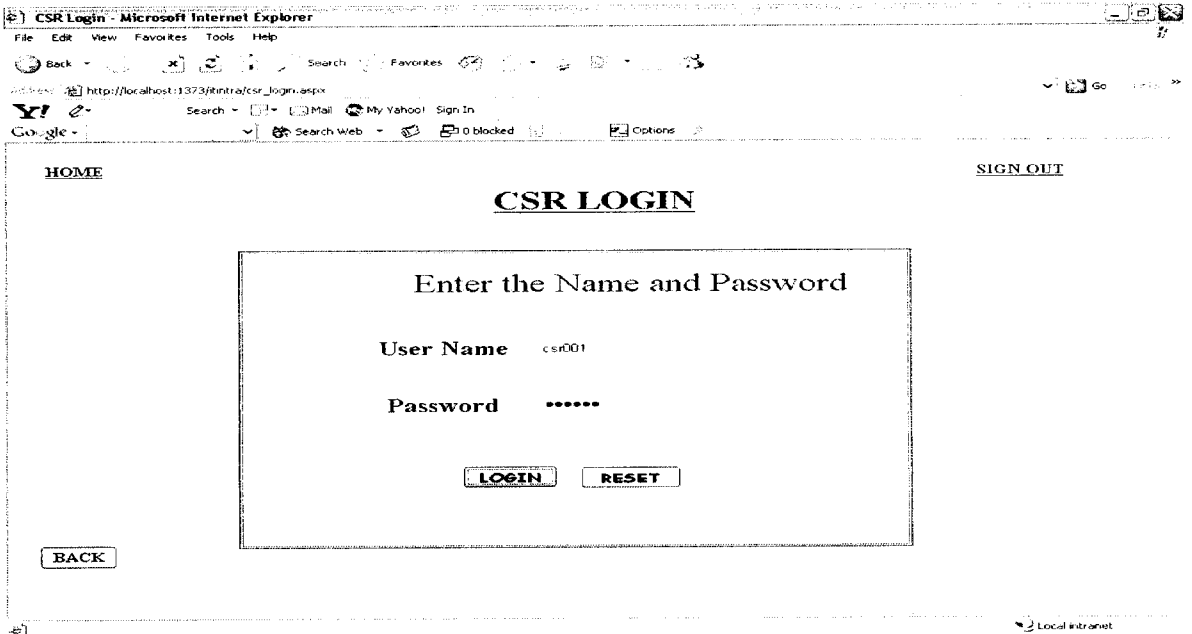 CSR Login - Microsoft Internet Explorer
File Edit View Favorites Tools Help
Back Search Favorites
Address http://localhost:1373/itintra/csr_login.aspx Go
Y! Search Mail My Yahoo! Sign In
Google Search Web 0 blocked Options
HOME SIGN OUT
CSR LOGIN
Enter the Name and Password
User Name csr001
Password ••••••
LOGIN RESET
BACK
Local intranet